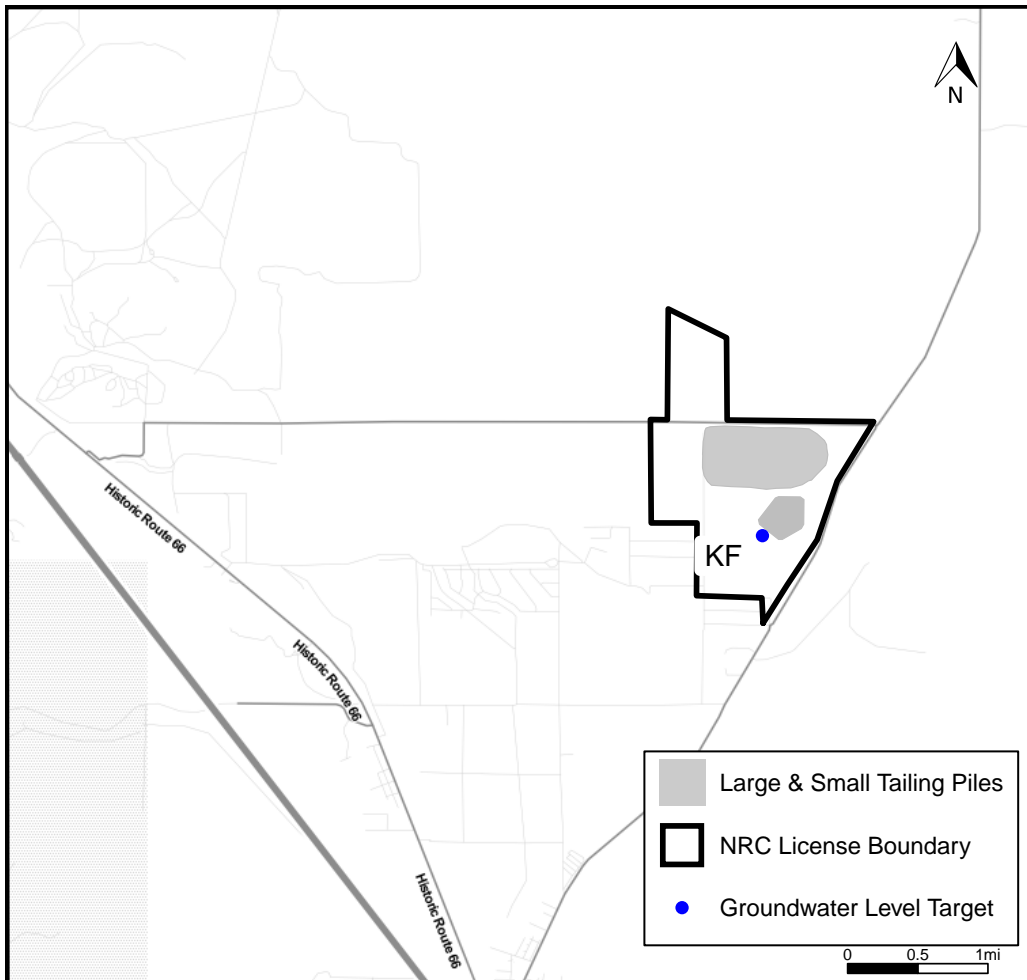 N
Historic Route 66
KF
Historic Route 66
Historic Route 66
Large & Small Tailing Piles
NRC License Boundary
Groundwater Level Target
0 0.5 1mi